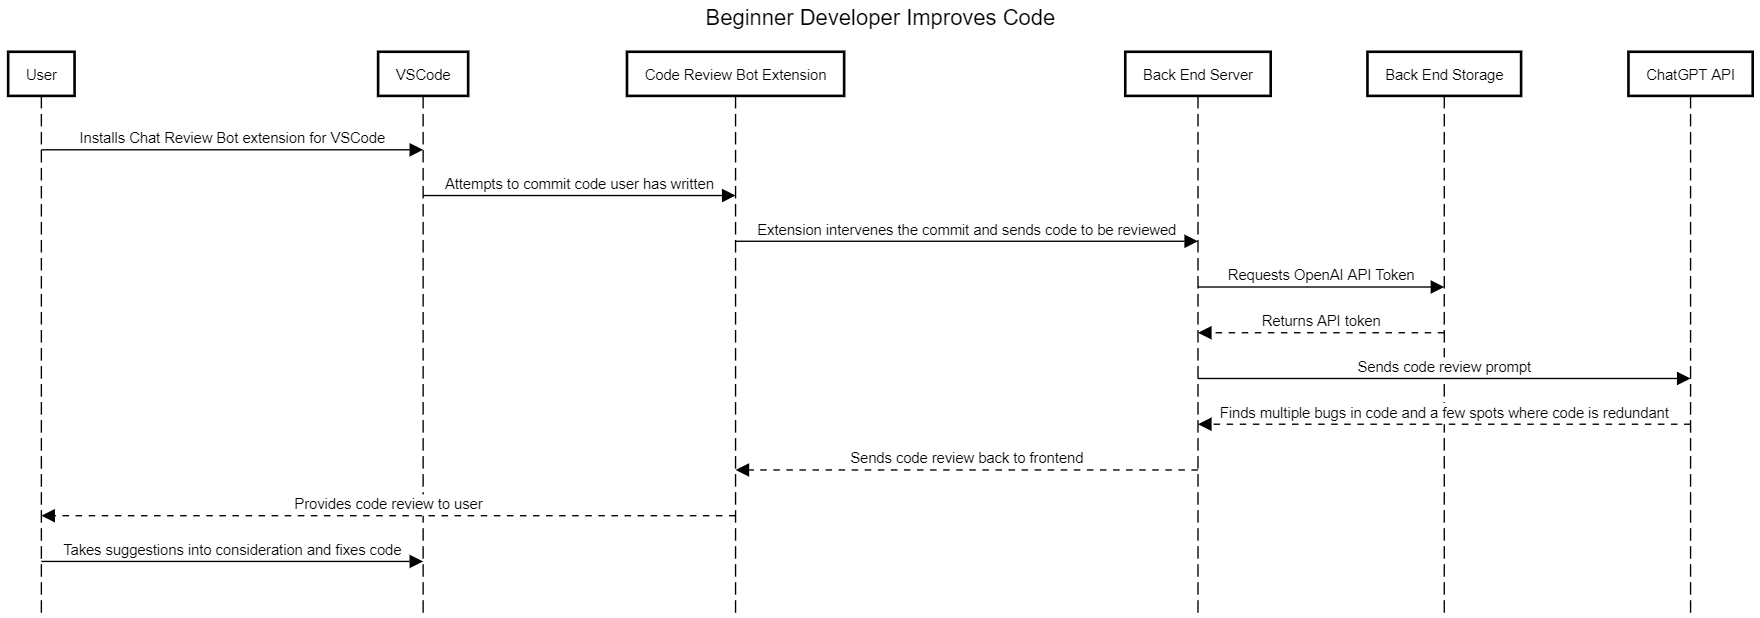 Beginner Developer Improves Code
User
VSCode
Code Review Bot Extension
Back End Server
Back End Storage
ChatGPT API
Installs Chat Review Bot extension for VSCode
Attempts to commit code user has written
Extension intervenes the commit and sends code to be reviewed
Requests OpenAI API Token
Returns API token
Sends code review prompt
Finds multiple bugs in code and a few spots where code is redundant
Sends code review back to frontend
Provides code review to user
Takes suggestions into consideration and fixes code